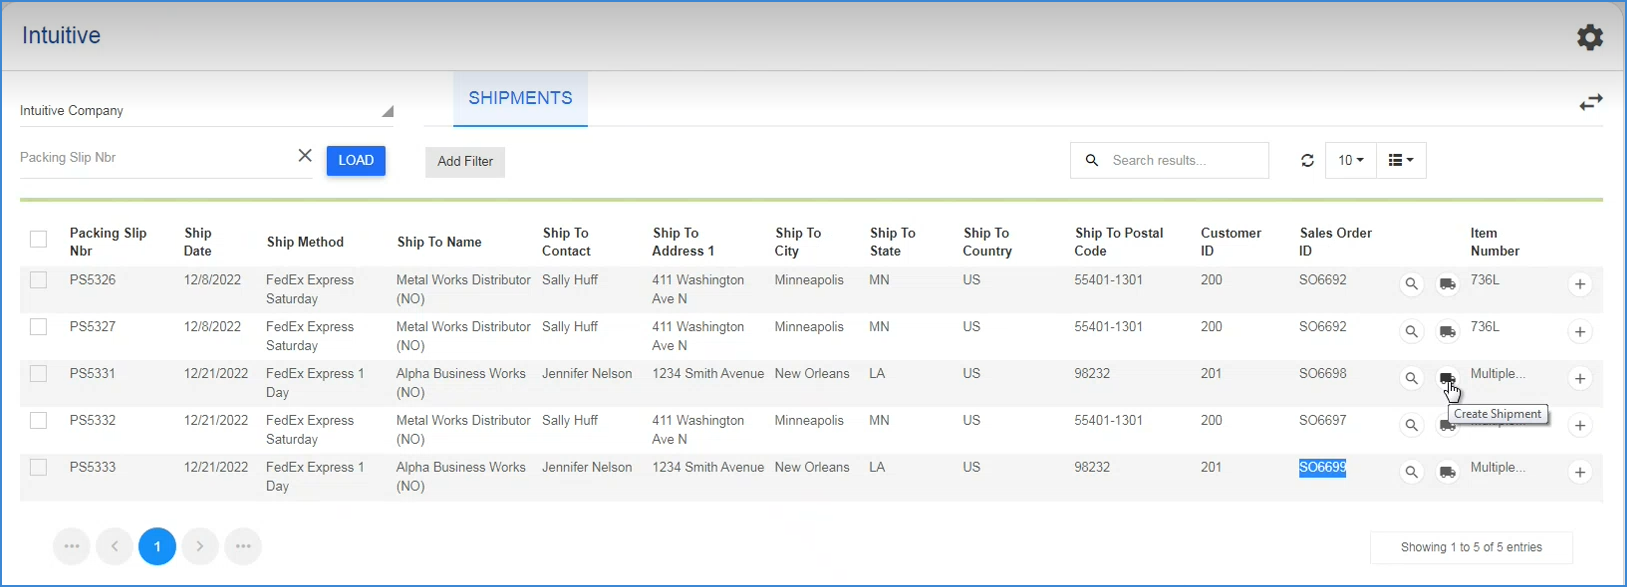 Intuitive
Intuitive Company
SHIPMENTS
Packing Slip Nbr
LOAD
Add Filter
Search results...
10
Packing Slip Nbr Ship Date Ship Method Ship To Name Ship To Contact Ship To Address 1 Ship To City Ship To State Ship To Country Ship To Postal Code Customer ID Sales Order ID Item Number
PS5326 12/8/2022 FedEx Express Saturday Metal Works Distributor (NO) Sally Huff 411 Washington Ave N Minneapolis MN US 55401-1301 200 SO6692 736L
PS5327 12/8/2022 FedEx Express Saturday Metal Works Distributor (NO) Sally Huff 411 Washington Ave N Minneapolis MN US 55401-1301 200 SO6692 736L
PS5331 12/21/2022 FedEx Express 1 Day Alpha Business Works (NO) Jennifer Nelson 1234 Smith Avenue New Orleans LA US 98232 201 SO6698 Multiple...
Create Shipment
PS5332 12/21/2022 FedEx Express Saturday Metal Works Distributor (NO) Sally Huff 411 Washington Ave N Minneapolis MN US 55401-1301 200 SO6697
PS5333 12/21/2022 FedEx Express 1 Day Alpha Business Works (NO) Jennifer Nelson 1234 Smith Avenue New Orleans LA US 98232 201 SO6699 Multiple...
1
Showing 1 to 5 of 5 entries